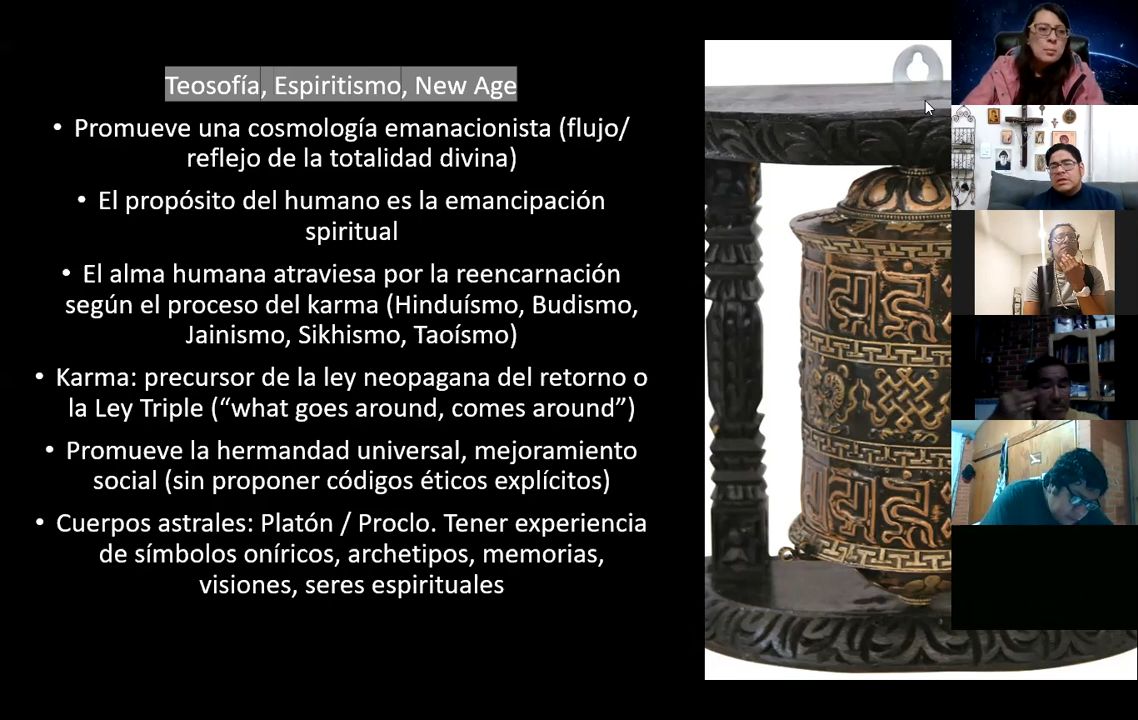 Teosofía, Espiritismo, New Age
• Promueve una cosmología emanacionista (flujo/
reflejo de la totalidad divina)
• El propósito del humano es la emancipación
spiritual
• El alma humana atraviesa por la reencarnación
según el proceso del karma (Hinduísmo, Budismo,
Jainismo, Sikhismo, Taoísmo)
• Karma: precursor de la ley neopagana del retorno o
la Ley Triple (“what goes around, comes around”)
• Promueve la hermandad universal, mejoramiento
social (sin proponer códigos éticos explícitos)
• Cuerpos astrales: Platón / Proclo. Tener experiencia
de símbolos oníricos, archetipos, memorias,
visiones, seres espirituales